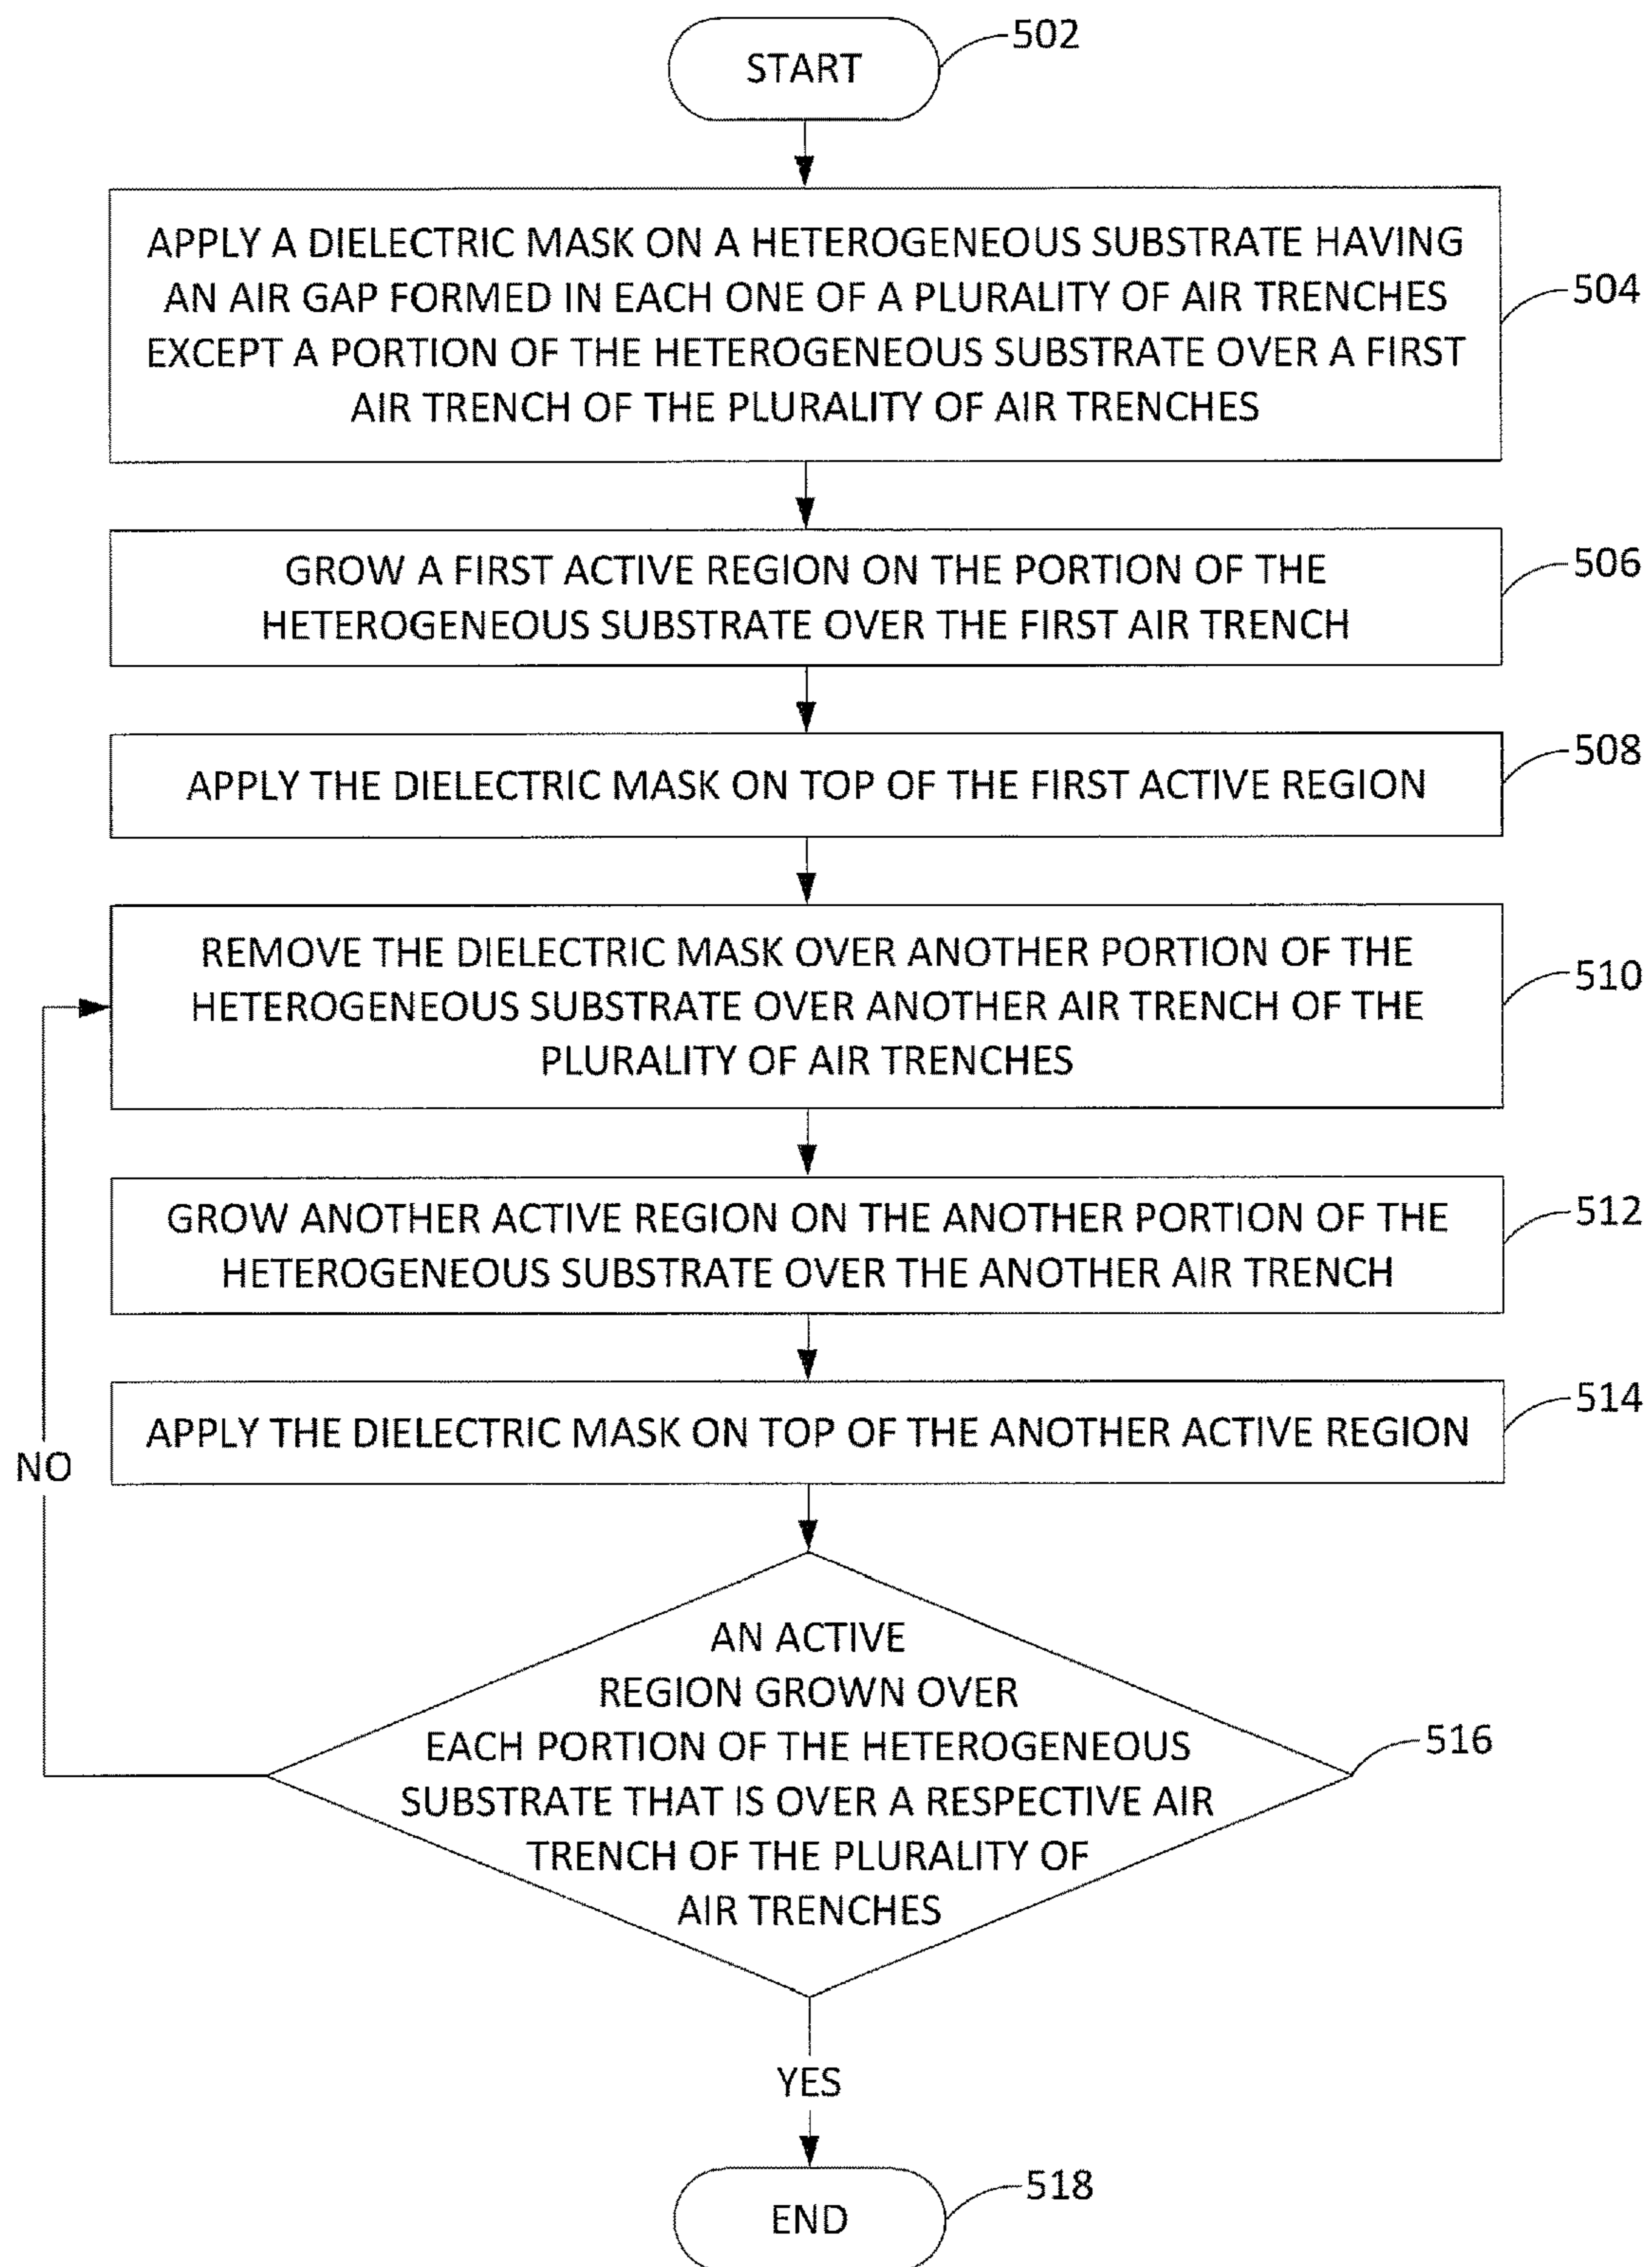 START
502
APPLY A DIELECTRIC MASK ON A HETEROGENEOUS SUBSTRATE HAVING
AN AIR GAP FORMED IN EACH ONE OF A PLURALITY OF AIR TRENCHES
EXCEPT A PORTION OF THE HETEROGENEOUS SUBSTRATE OVER A FIRST
AIR TRENCH OF THE PLURALITY OF AIR TRENCHES
504
GROW A FIRST ACTIVE REGION ON THE PORTION OF THE
HETEROGENEOUS SUBSTRATE OVER THE FIRST AIR TRENCH
506
APPLY THE DIELECTRIC MASK ON TOP OF THE FIRST ACTIVE REGION
508
REMOVE THE DIELECTRIC MASK OVER ANOTHER PORTION OF THE
HETEROGENEOUS SUBSTRATE OVER ANOTHER AIR TRENCH OF THE
PLURALITY OF AIR TRENCHES
510
GROW ANOTHER ACTIVE REGION ON THE ANOTHER PORTION OF THE
HETEROGENEOUS SUBSTRATE OVER THE ANOTHER AIR TRENCH
512
APPLY THE DIELECTRIC MASK ON TOP OF THE ANOTHER ACTIVE REGION
514
NO
AN ACTIVE
REGION GROWN OVER
EACH PORTION OF THE HETEROGENEOUS
SUBSTRATE THAT IS OVER A RESPECTIVE AIR
TRENCH OF THE PLURALITY OF
AIR TRENCHES
516
YES
END
518